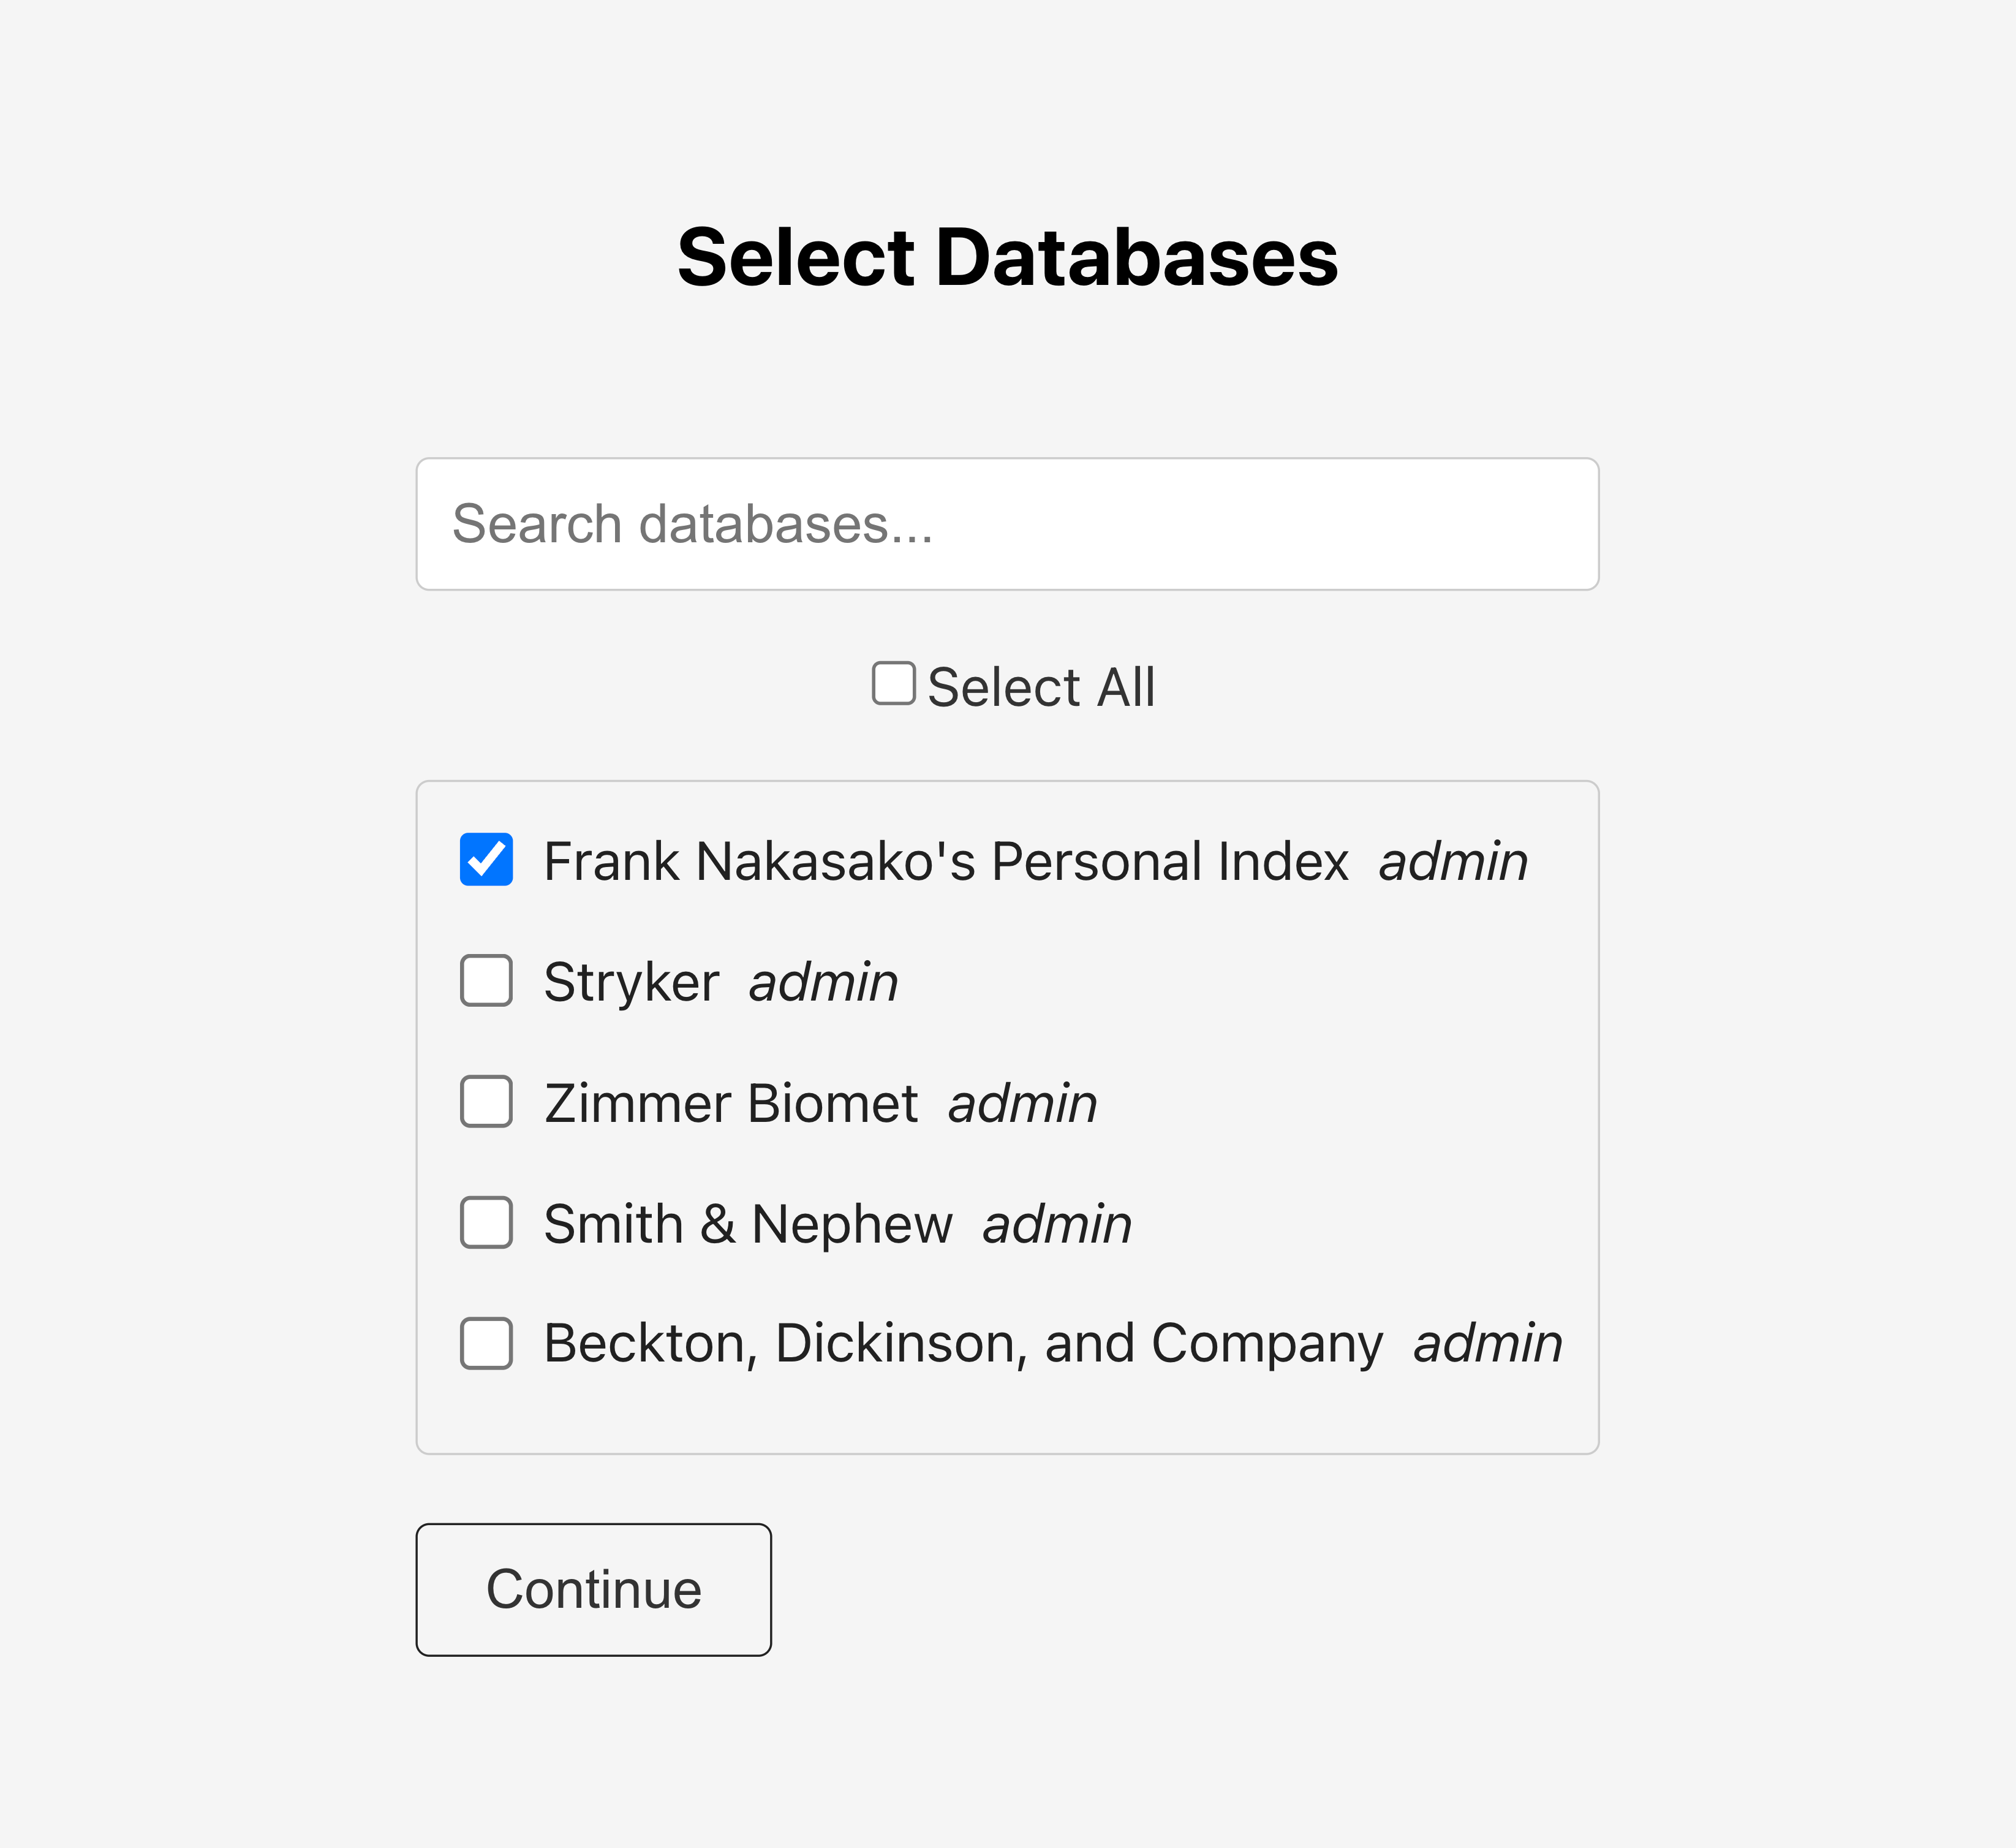 Select Databases
Search databases...
Select All
Frank Nakasako's Personal Index admin
Stryker admin
Zimmer Biomet admin
Smith & Nephew admin
Beckton, Dickinson, and Company admin
Continue